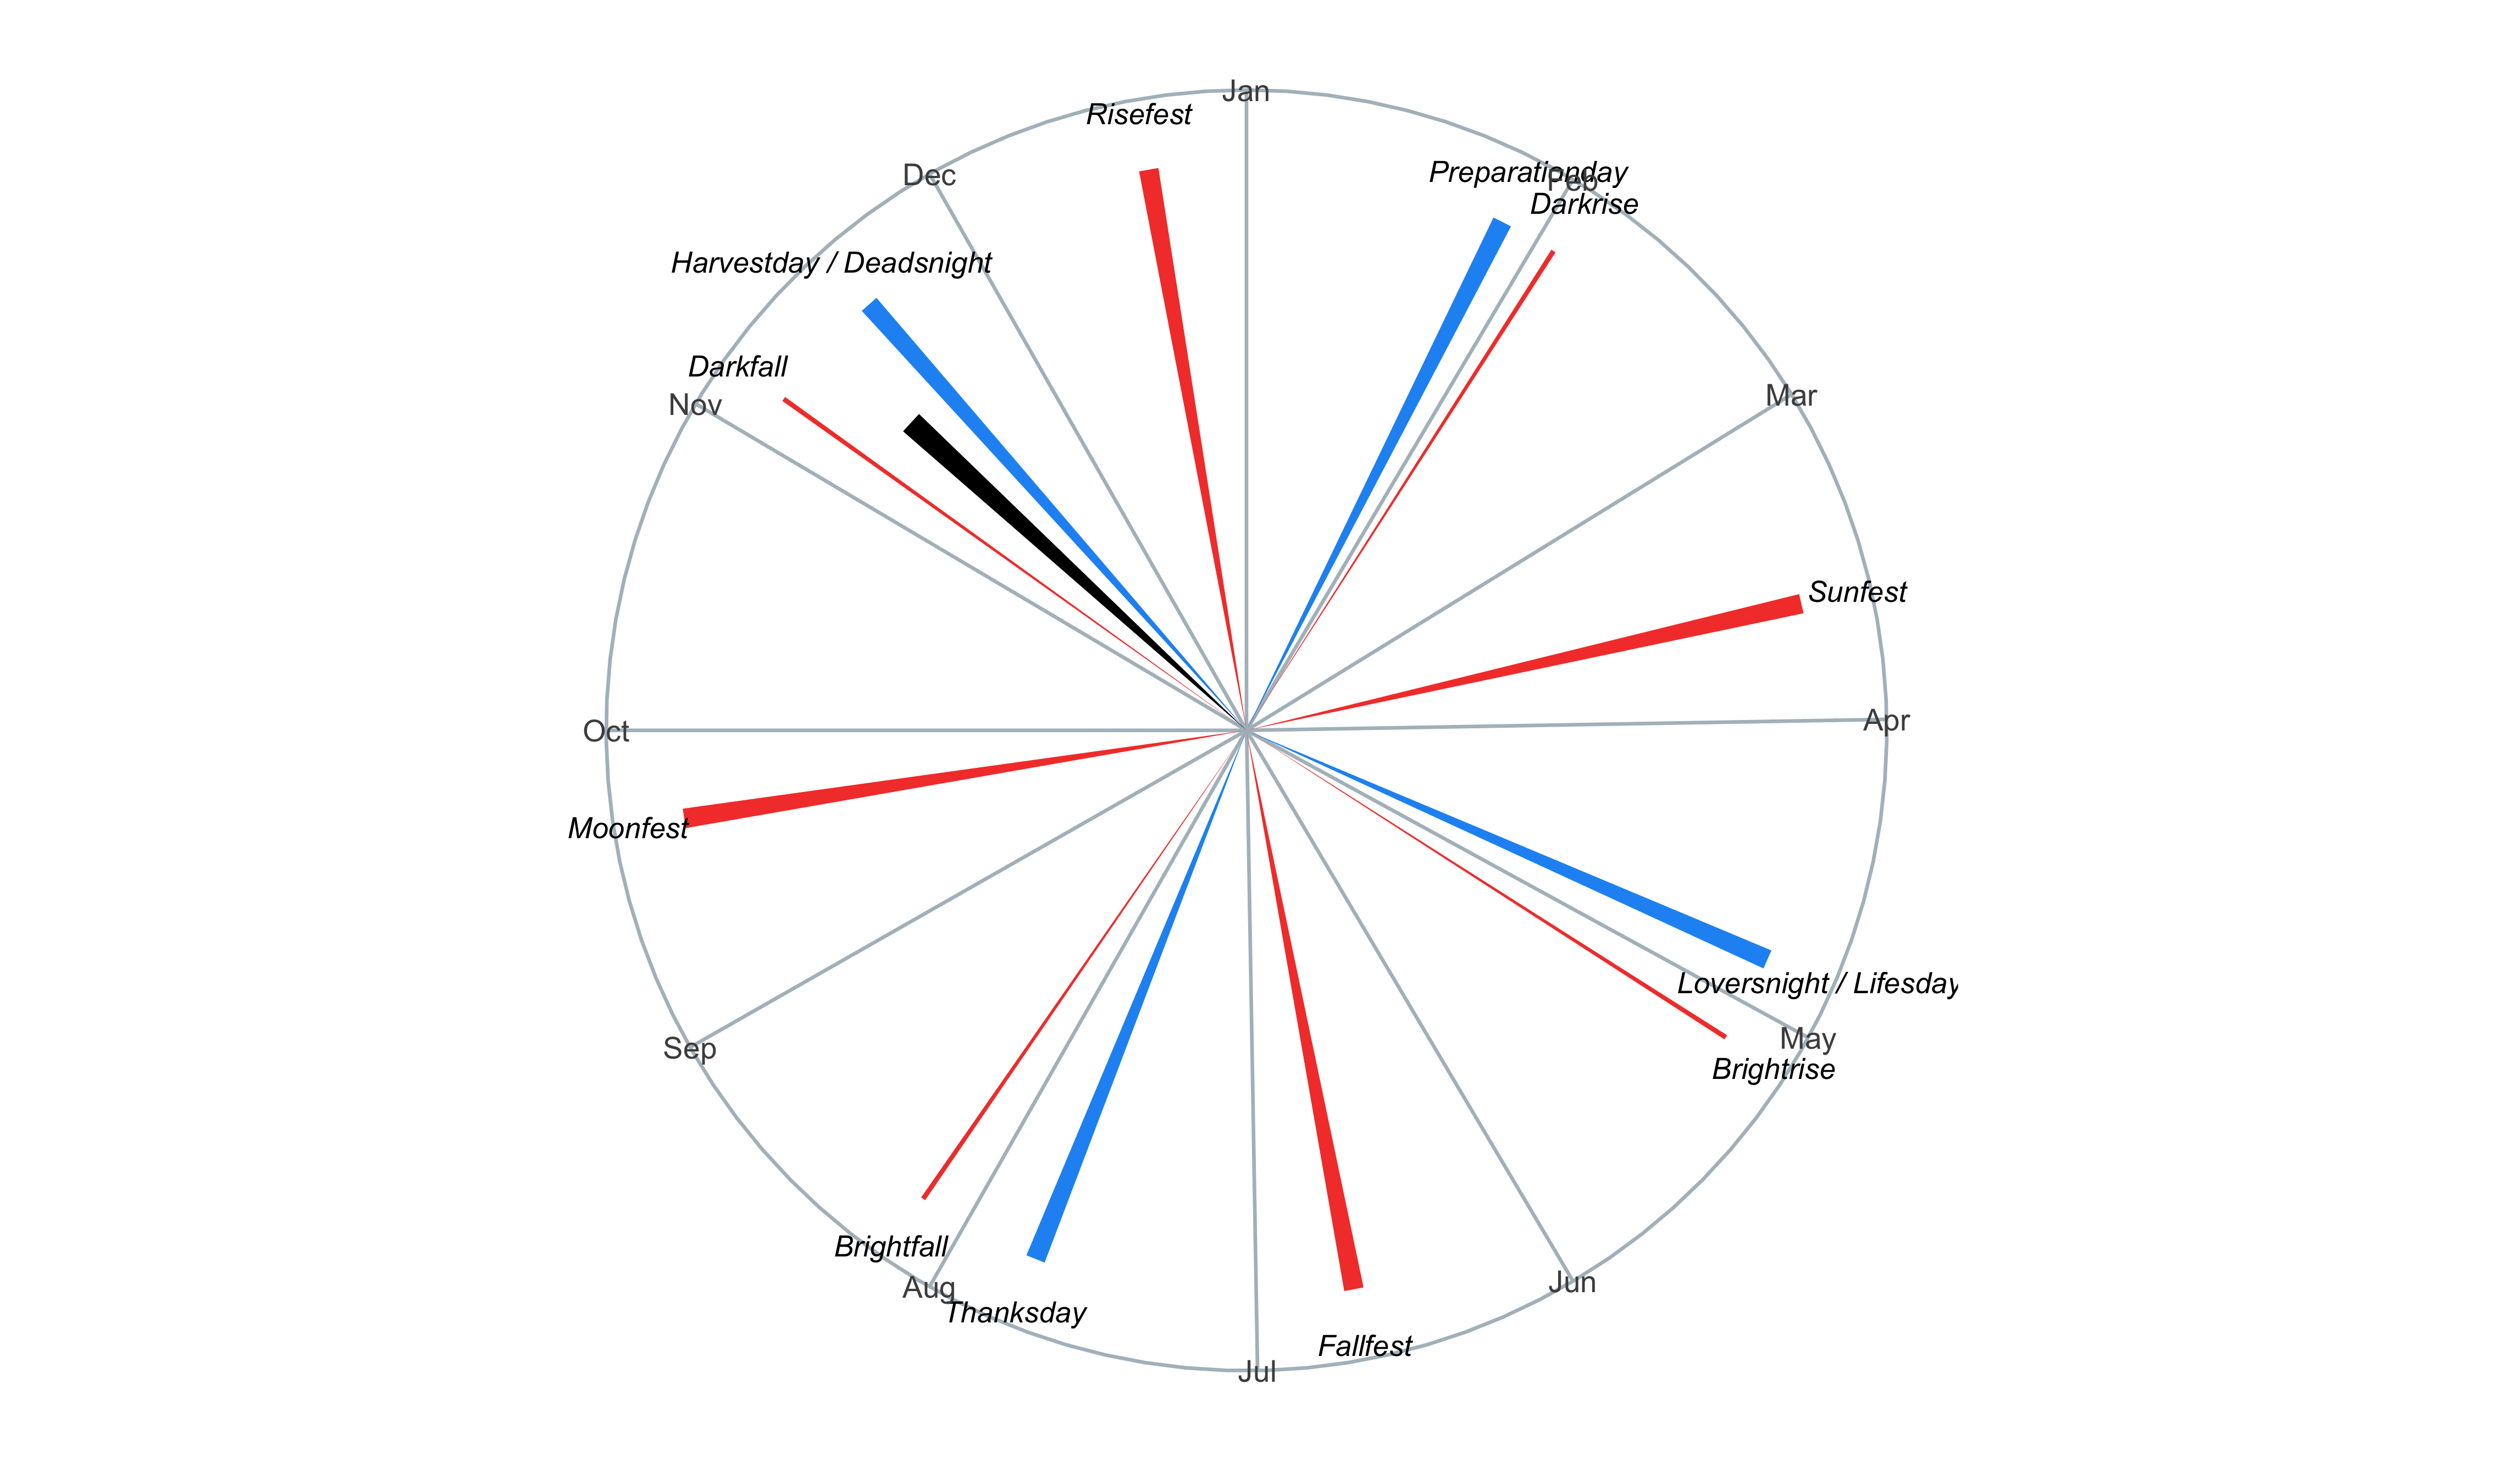 Jan
Risefest
Preparationday
Dec
Feb
Darkrise
Harvestday / Deadsnight
Darkfall
Mar
Nov
Sunfest
Apr
Oct
Moonfest
Loversnight / Lifesday
May
Sep
Brightrise
Brightfall
Jun
Aug
Thanksday
Fallfest
Jul